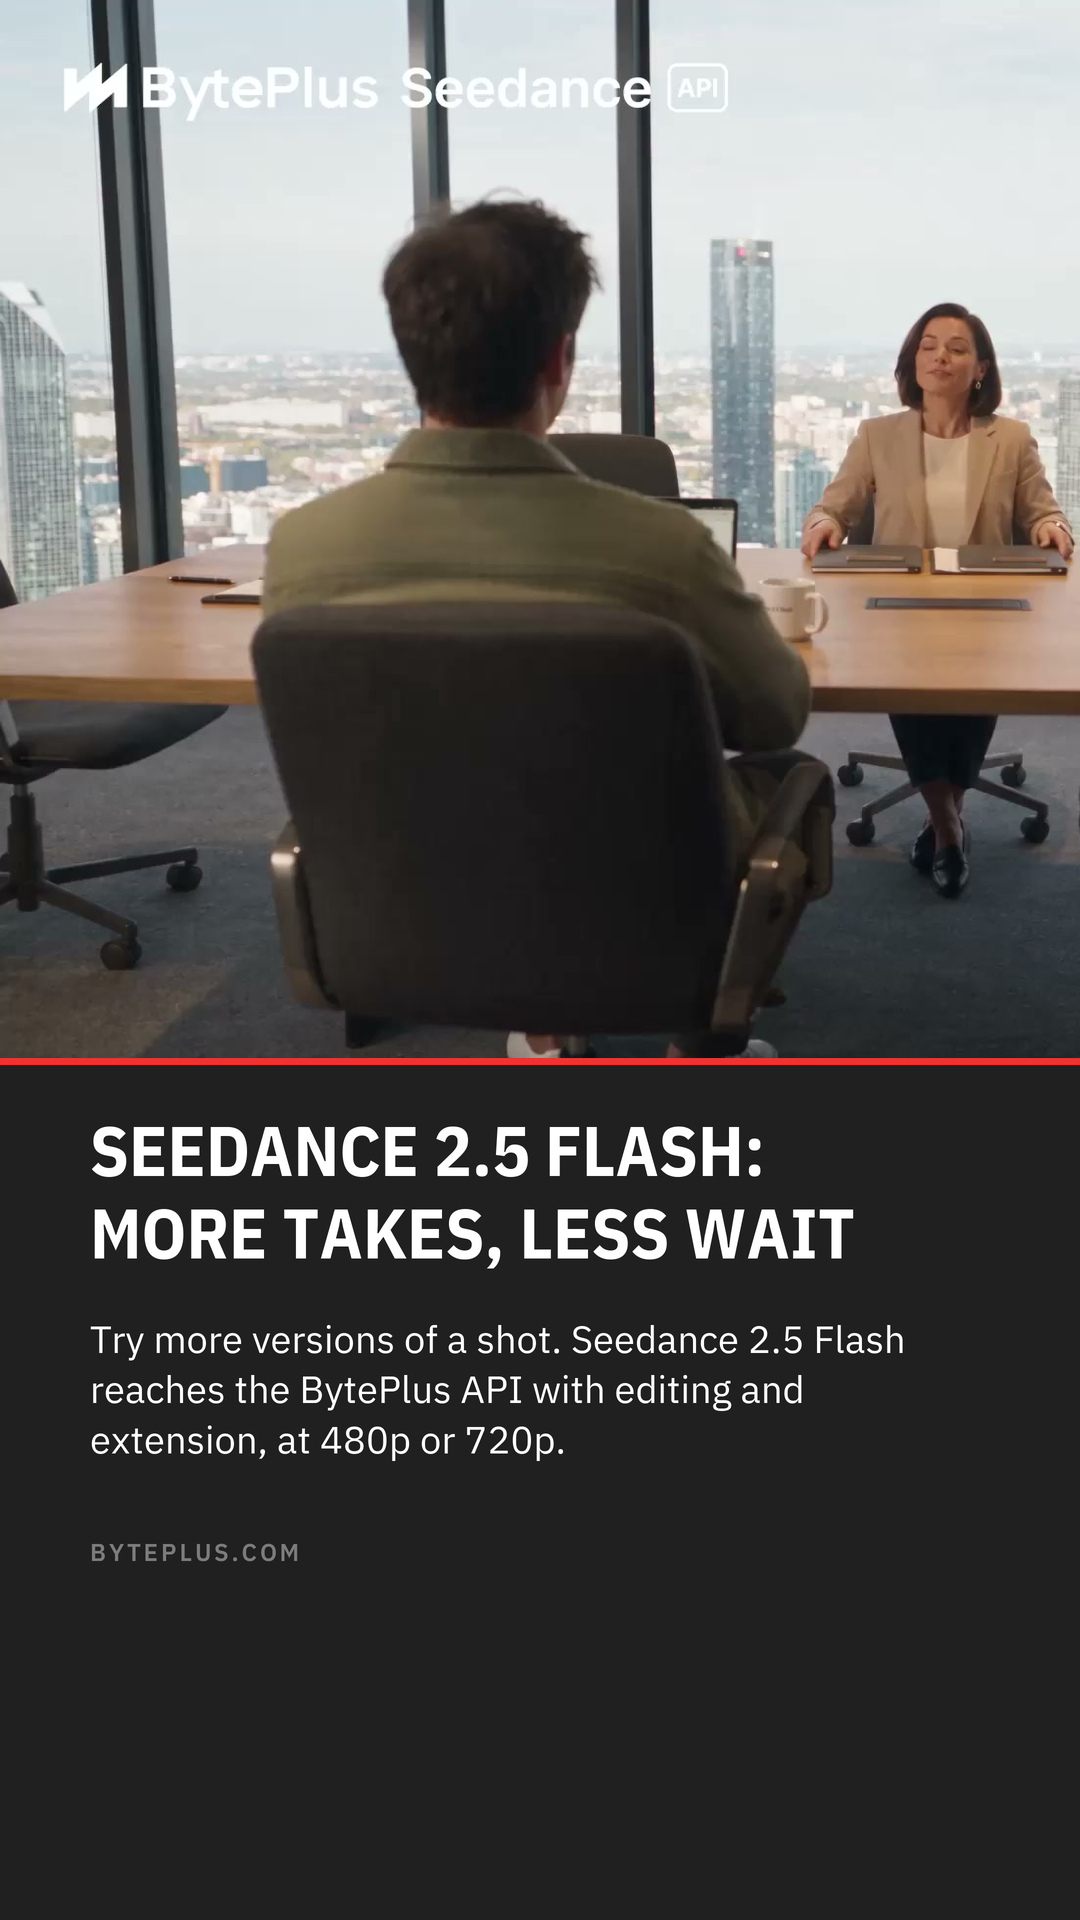 BytePlus Seedance API
SEEDANCE 2.5 FLASH:
MORE TAKES, LESS WAIT
Try more versions of a shot. Seedance 2.5 Flash
reaches the BytePlus API with editing and
extension, at 480p or 720p.
BYTEPLUS.COM